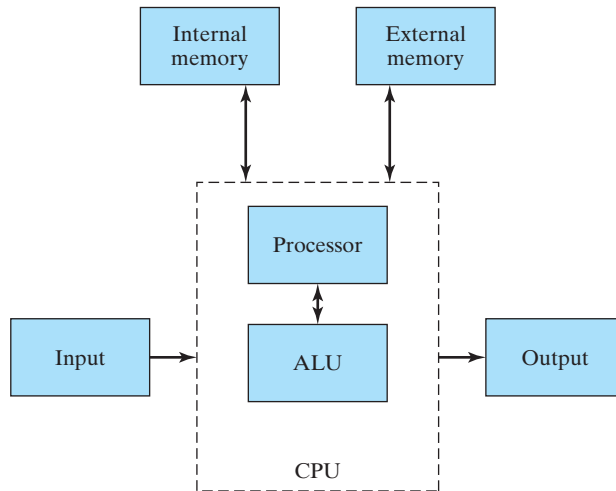 Internal
memory
External
memory
Processor
Input
ALU
Output
CPU